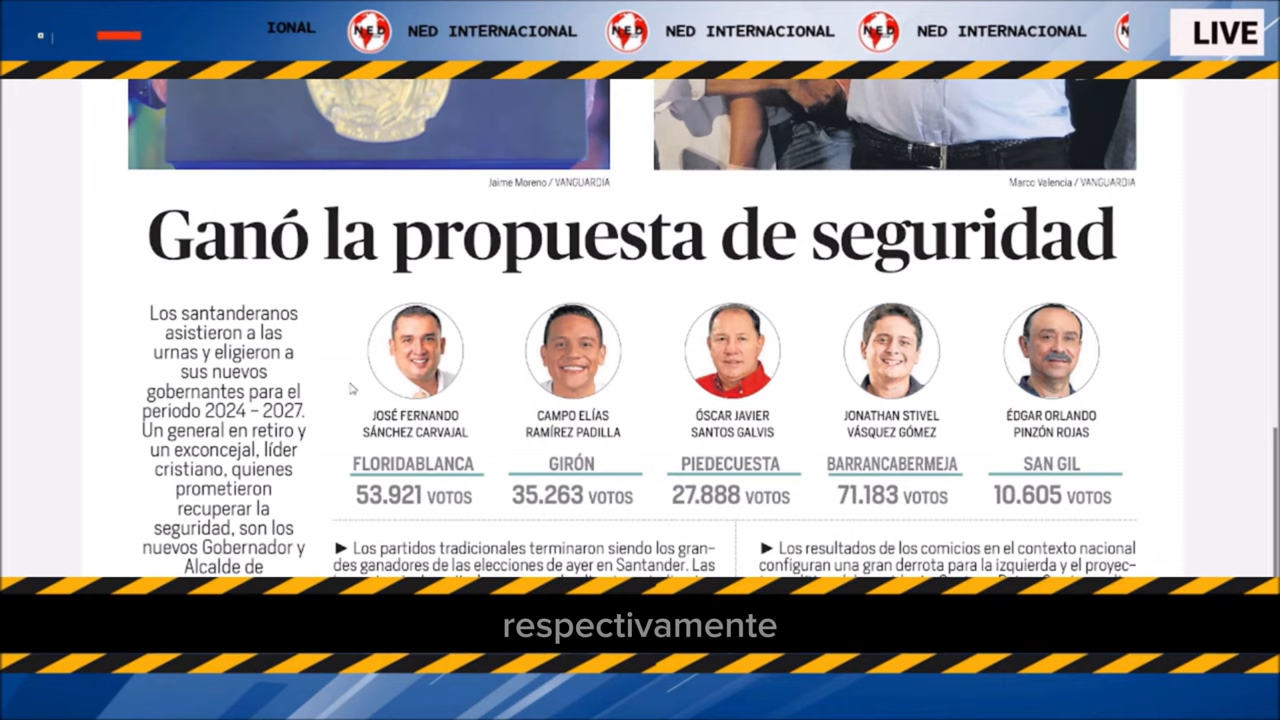 IONAL NED NED INTERNACIONAL NED NED INTERNACIONAL NED NED INTERNACIONAL
LIVE
Jaime Moreno / VANGUARDIA
Marco Valencia / VANGUARDIA
Ganó la propuesta de seguridad
Los santanderanos
asistieron a las
urnas y eligieron a
sus nuevos
gobernantes para el
periodo 2024 – 2027.
Un general en retiro y
un exconcejal, líder
cristiano, quienes
prometieron
recuperar la
seguridad, son los
nuevos Gobernador y
Alcalde de
JOSÉ FERNANDO
SÁNCHEZ CARVAJAL
FLORIDABLANCA
53.921 VOTOS
CAMPO ELÍAS
RAMÍREZ PADILLA
GIRÓN
35.263 VOTOS
ÓSCAR JAVIER
SANTOS GALVIS
PIEDECUESTA
27.888 VOTOS
JONATHAN STIVEL
VÁSQUEZ GÓMEZ
BARRANCABERMEJA
71.183 VOTOS
ÉDGAR ORLANDO
PINZÓN ROJAS
SAN GIL
10.605 VOTOS
► Los partidos tradicionales terminaron siendo los gran-
des ganadores de las elecciones de ayer en Santander. Las
► Los resultados de los comicios en el contexto nacional
configuran una gran derrota para la izquierda y el proyec-
respectivamente